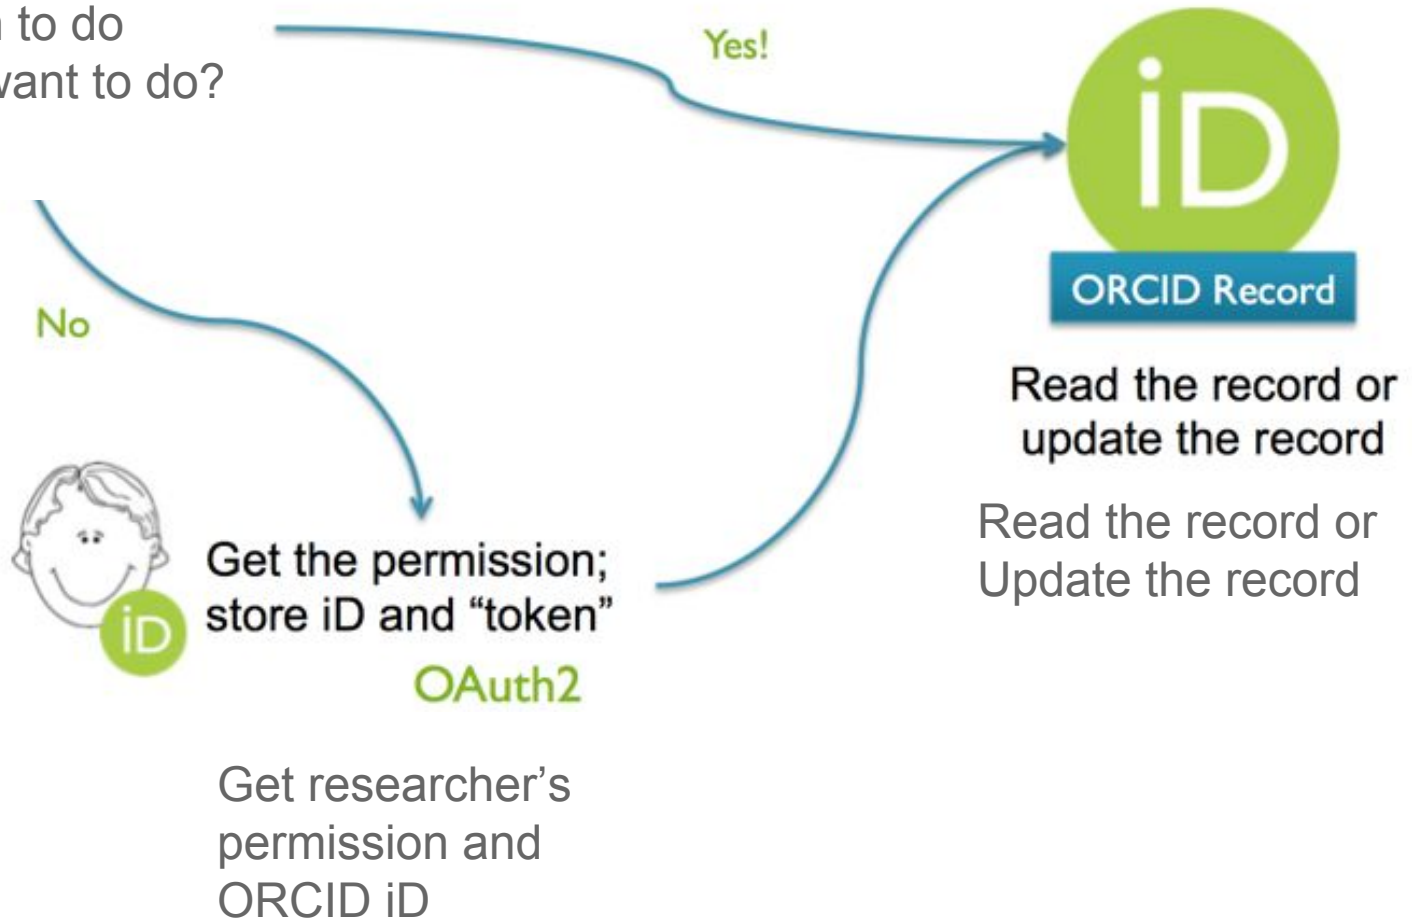 to do
want to do?
Yes!
iD
ORCID Record
No
Read the record or
update the record
Read the record or
Update the record
Get the permission;
store iD and “token”
iD
OAuth2
Get researcher’s
permission and
ORCID iD